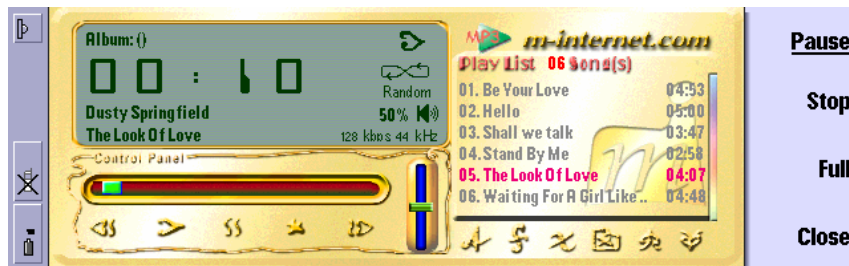 Album: ()
00:10
Random
Dusty Springfield
50%
The Look Of Love
128 kbps 44 kHz
Control Panel
MP3
m-internet.com
Play List 06 Song(s)
01. Be Your Love 04:53
02. Hello 05:00
03. Shall we talk 03:47
04. Stand By Me 02:58
05. The Look Of Love 04:07
06. Waiting For A Girl Like .. 04:48
Pause
Stop
Full
Close